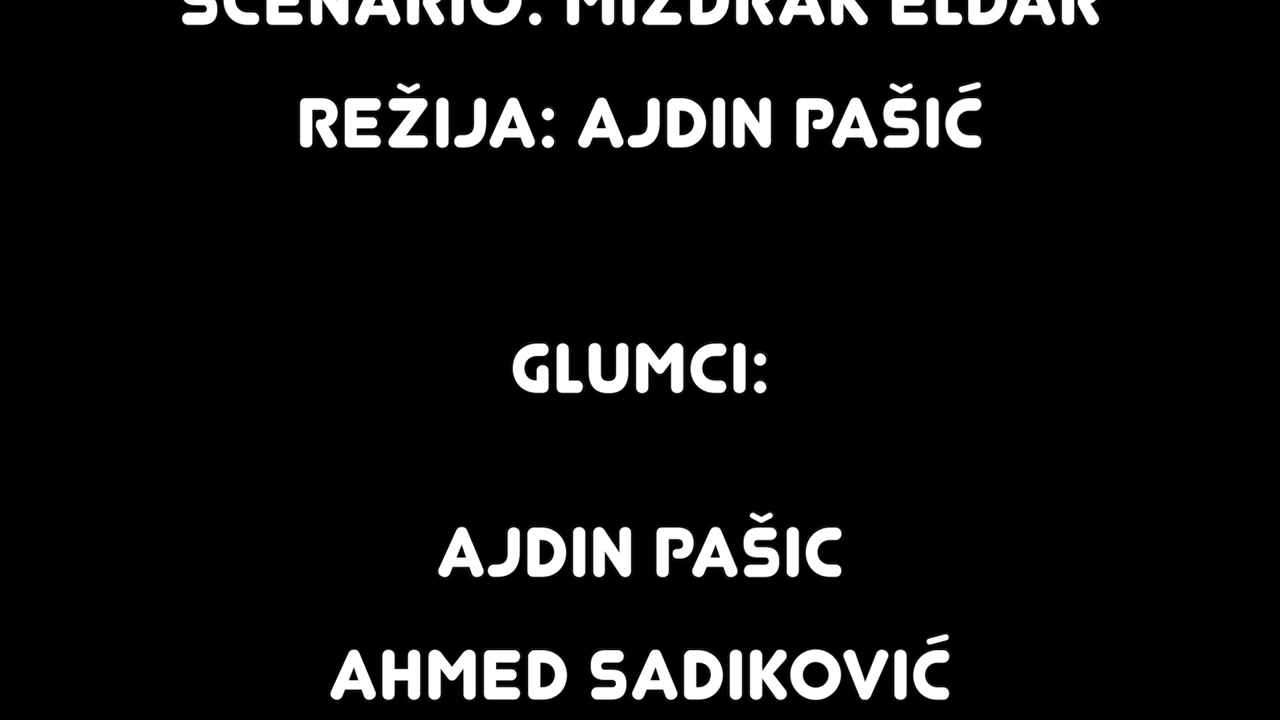 SCENARIO: MIZDRAK ELDAR
REŽIJA: AJDIN PAŠIĆ
GLUMCI:
AJDIN PAŠIC
AHMED SADIKOVIĆ